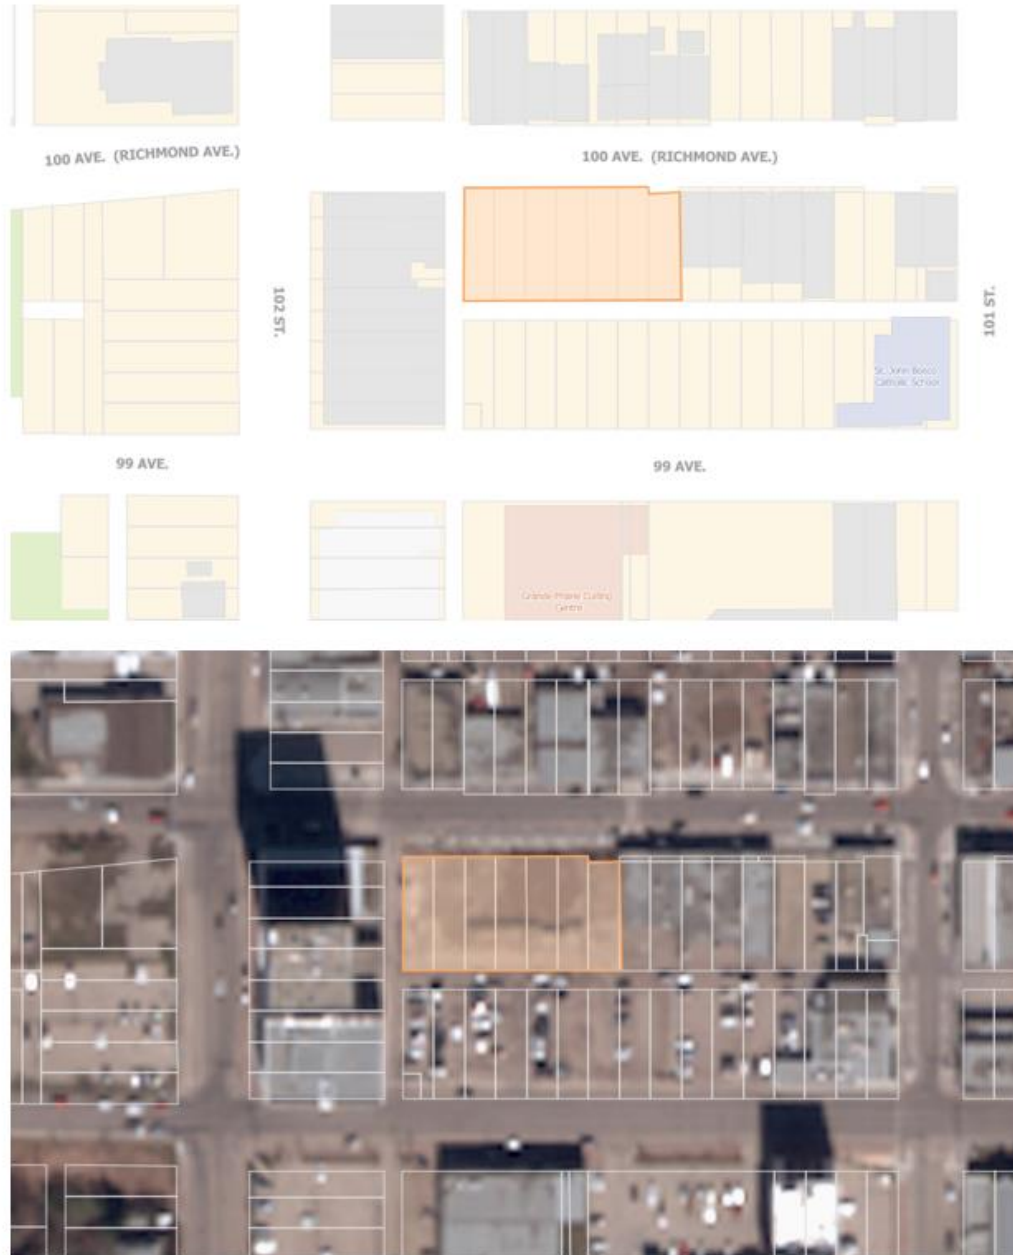 100 AVE. (RICHMOND AVE.)
100 AVE. (RICHMOND AVE.)
102 ST.
101 ST.
St. John Bosco
Catholic School
99 AVE.
99 AVE.
Grande Prairie Curling
Centre